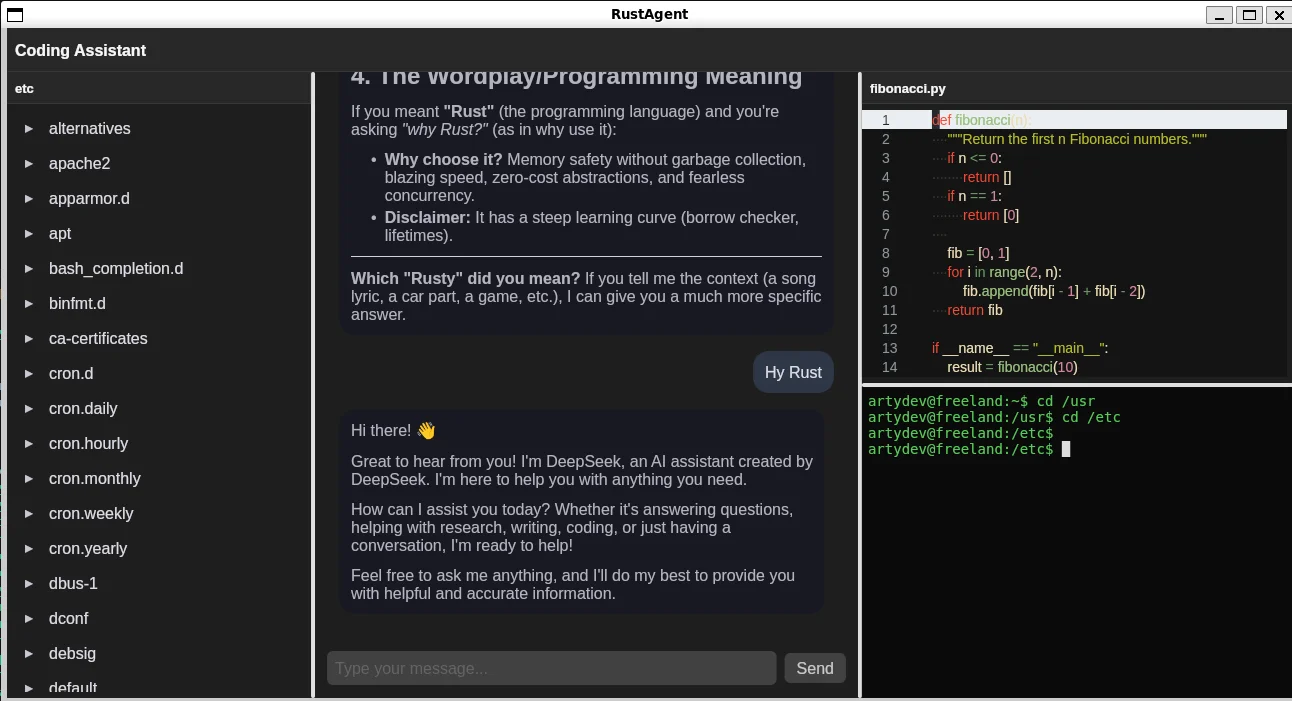 RustAgent
Coding Assistant
etc
alternatives
apache2
apparmor.d
apt
bash_completion.d
binfmt.d
ca-certificates
cron.d
cron.daily
cron.hourly
cron.monthly
cron.weekly
cron.yearly
dbus-1
dconf
debsig
default
4. The Wordplay/Programming Meaning
If you meant "Rust" (the programming language) and you're
asking "why Rust?" (as in why use it):
• Why choose it? Memory safety without garbage collection,
blazing speed, zero-cost abstractions, and fearless
concurrency.
• Disclaimer: It has a steep learning curve (borrow checker,
lifetimes).
Which "Rusty" did you mean? If you tell me the context (a song
lyric, a car part, a game, etc.), I can give you a much more specific
answer.
Hy Rust
Hi there! 👋
Great to hear from you! I'm DeepSeek, an AI assistant created by
DeepSeek. I'm here to help you with anything you need.
How can I assist you today? Whether it's answering questions,
helping with research, writing, coding, or just having a
conversation, I'm ready to help!
Feel free to ask me anything, and I'll do my best to provide you
with helpful and accurate information.
Type your message...
Send
fibonacci.py
1 def fibonacci(n):
2 """Return the first n Fibonacci numbers."""
3 if n <= 0:
4 return []
5 if n == 1:
6 return [0]
7
8 fib = [0, 1]
9 for i in range(2, n):
10 fib.append(fib[i - 1] + fib[i - 2])
11 return fib
12
13 if __name__ == "__main__":
14 result = fibonacci(10)
artydev@freeland:~$ cd /usr
artydev@freeland:/usr$ cd /etc
artydev@freeland:/etc$
artydev@freeland:/etc$